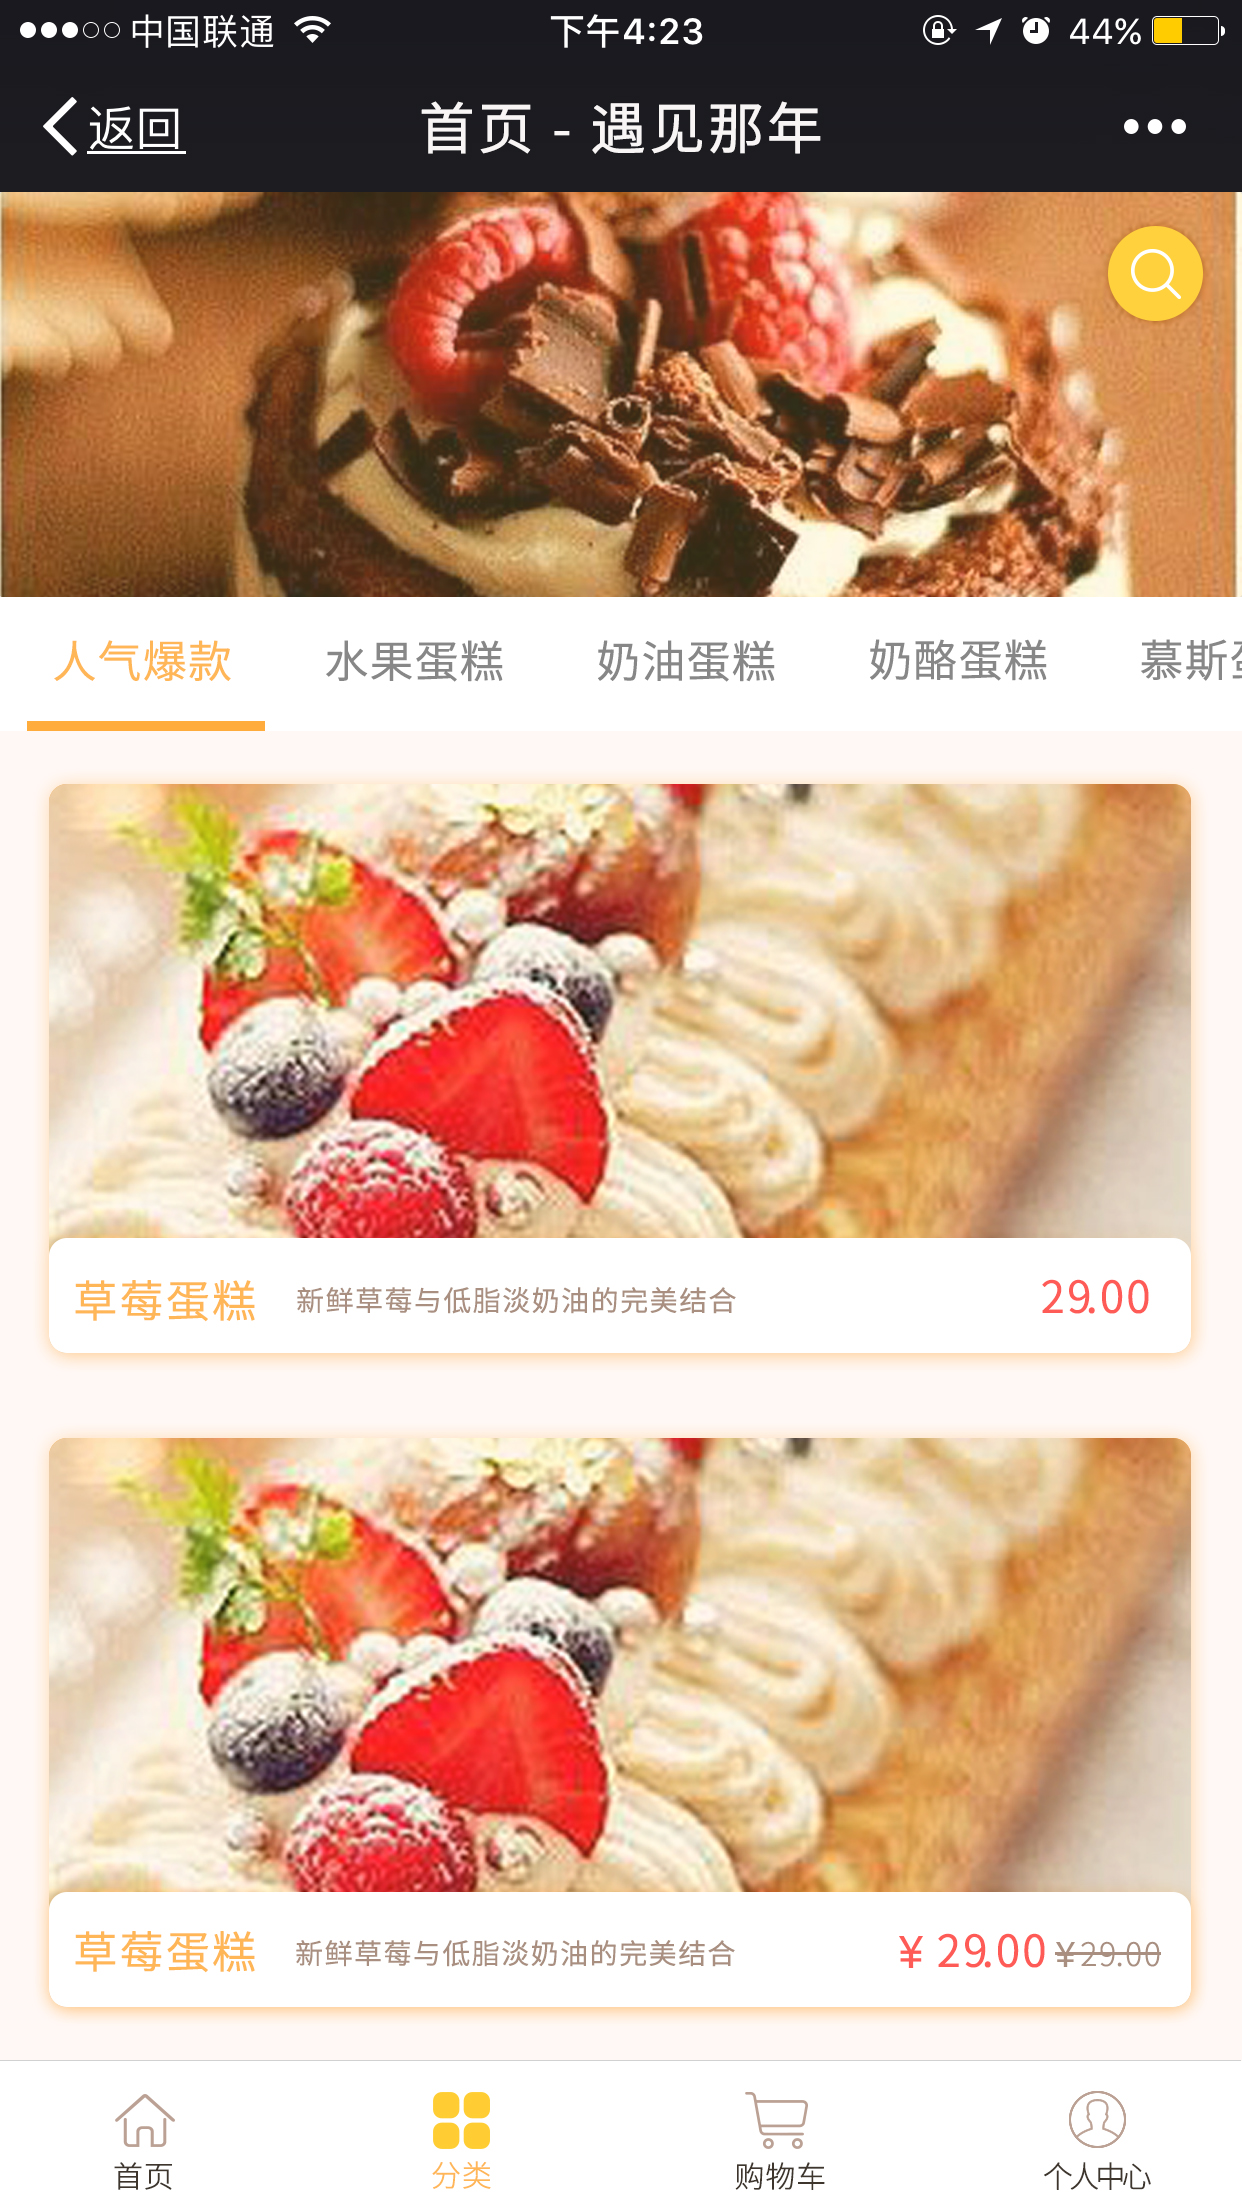 中国联通 下午4:23 44%
返回 首页 - 遇见那年
人气爆款 水果蛋糕 奶油蛋糕 奶酪蛋糕 慕斯
草莓蛋糕 新鲜草莓与低脂淡奶油的完美结合 29.00
草莓蛋糕 新鲜草莓与低脂淡奶油的完美结合 ¥ 29.00 ¥29.00
首页 分类 购物车 个人中心